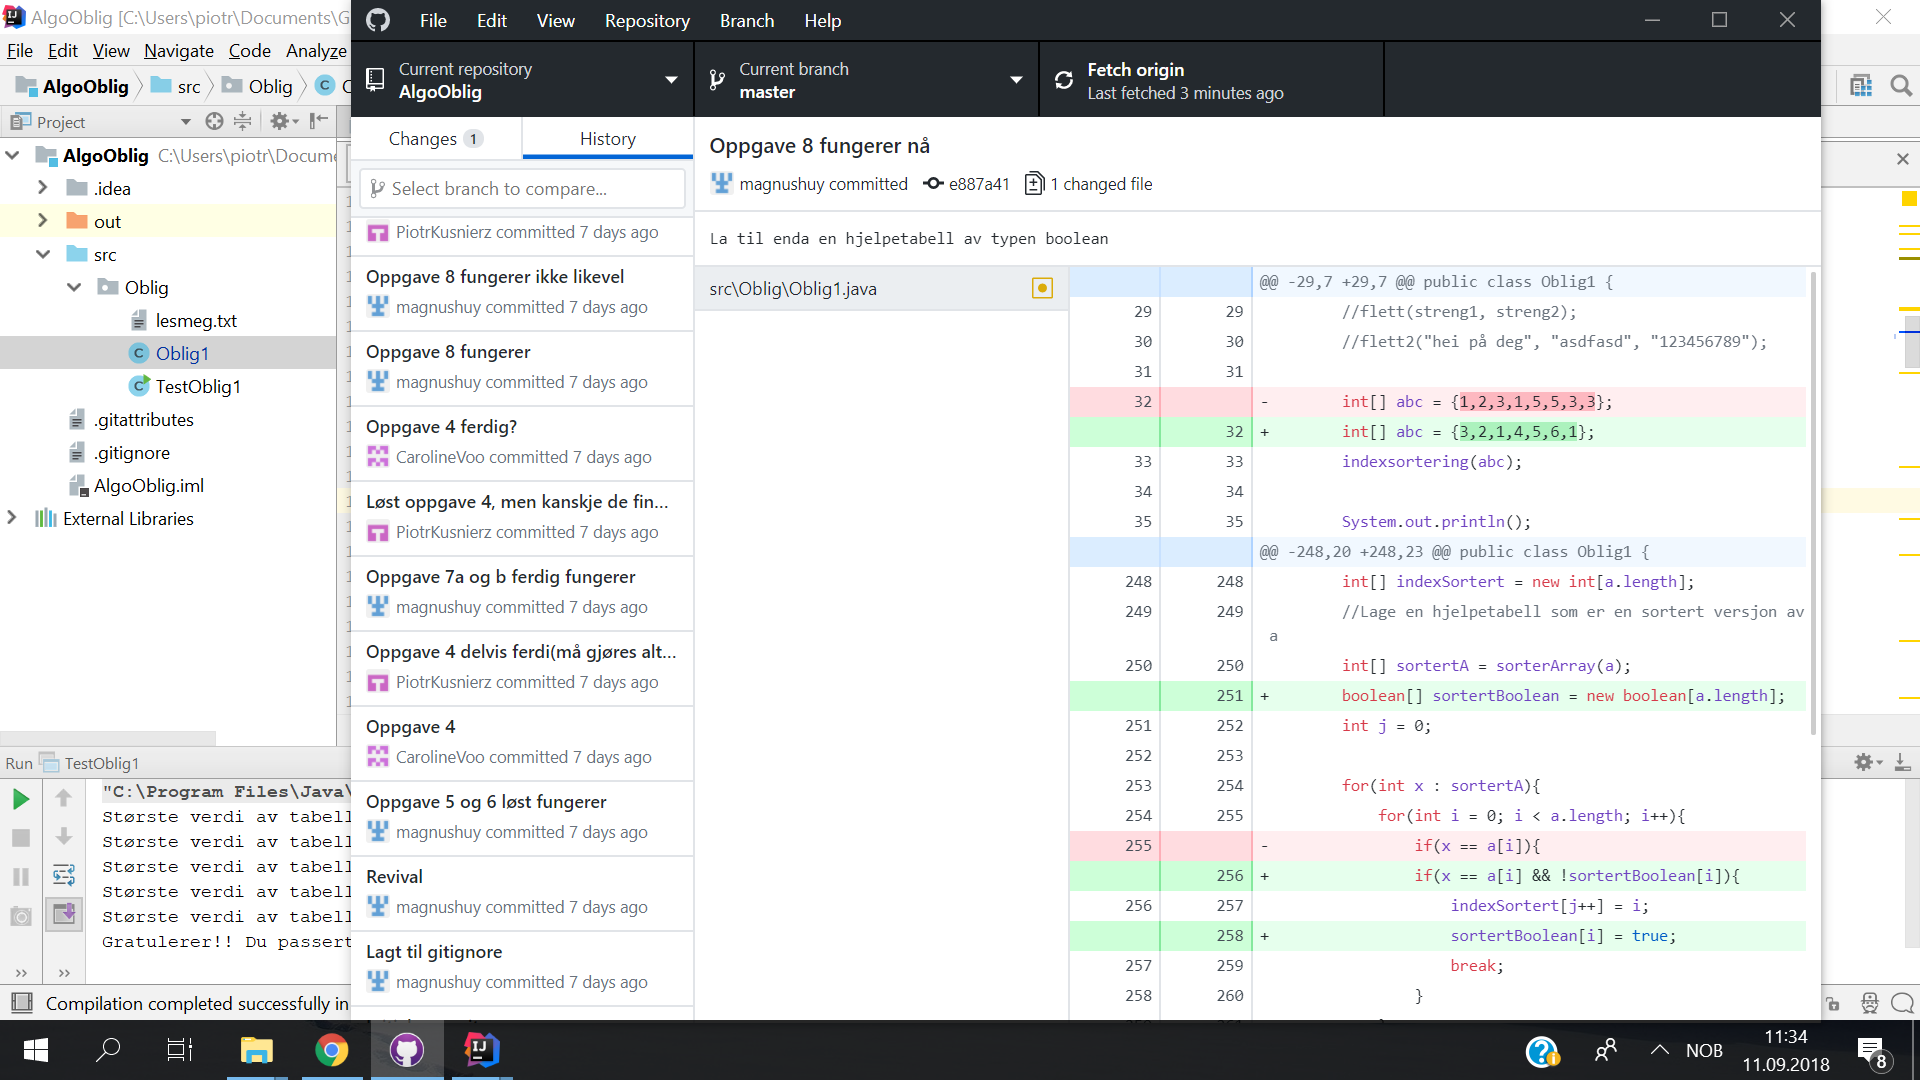 AlgoOblig [C:\Users\piotr\Documents\G
File Edit View Navigate Code Analyze
AlgoOblig src Oblig C
Project
AlgoOblig C:\Users\piotr\Docume
.idea
out
src
Oblig
lesmeg.txt
Oblig1
TestOblig1
.gitattributes
.gitignore
AlgoOblig.iml
External Libraries
Run TestOblig1
"C:\Program Files\Java\
Største verdi av tabell
Største verdi av tabell
Største verdi av tabell
Største verdi av tabell
Største verdi av tabell
Gratulerer!! Du passert
Compilation completed successfully in
File Edit View Repository Branch Help
Current repository
AlgoOblig
Current branch
master
Fetch origin
Last fetched 3 minutes ago
Changes 1
History
Select branch to compare...
PiotrKusnierz committed 7 days ago
Oppgave 8 fungerer ikke likevel
magnushuy committed 7 days ago
Oppgave 8 fungerer
magnushuy committed 7 days ago
Oppgave 4 ferdig?
CarolineVoo committed 7 days ago
Løst oppgave 4, men kanskje de fin...
PiotrKusnierz committed 7 days ago
Oppgave 7a og b ferdig fungerer
magnushuy committed 7 days ago
Oppgave 4 delvis ferdi(må gjøres alt...
PiotrKusnierz committed 7 days ago
Oppgave 4
CarolineVoo committed 7 days ago
Oppgave 5 og 6 løst fungerer
magnushuy committed 7 days ago
Revival
magnushuy committed 7 days ago
Lagt til gitignore
magnushuy committed 7 days ago
Oppgave 8 fungerer nå
magnushuy committed e887a41 1 changed file
La til enda en hjelpetabell av typen boolean
src\Oblig\Oblig1.java
@@ -29,7 +29,7 @@ public class Oblig1 {
29 29 //flett(streng1, streng2);
30 30 //flett2("hei på deg", "asdfasd", "123456789");
31 31
32 - int[] abc = {1,2,3,1,5,5,3,3};
32 + int[] abc = {3,2,1,4,5,6,1};
33 33 indexsortering(abc);
34 34
35 35 System.out.println();
@@ -248,20 +248,23 @@ public class Oblig1 {
248 248 int[] indexSortert = new int[a.length];
249 249 //Lage en hjelpetabell som er en sortert versjon av
a
250 250 int[] sortertA = sorterArray(a);
251 + boolean[] sortertBoolean = new boolean[a.length];
251 252 int j = 0;
252 253
253 254 for(int x : sortertA){
254 255 for(int i = 0; i < a.length; i++){
255 - if(x == a[i]){
256 + if(x == a[i] && !sortertBoolean[i]){
256 257 indexSortert[j++] = i;
258 + sortertBoolean[i] = true;
257 259 break;
258 260 }
NOB
11:34
11.09.2018
8